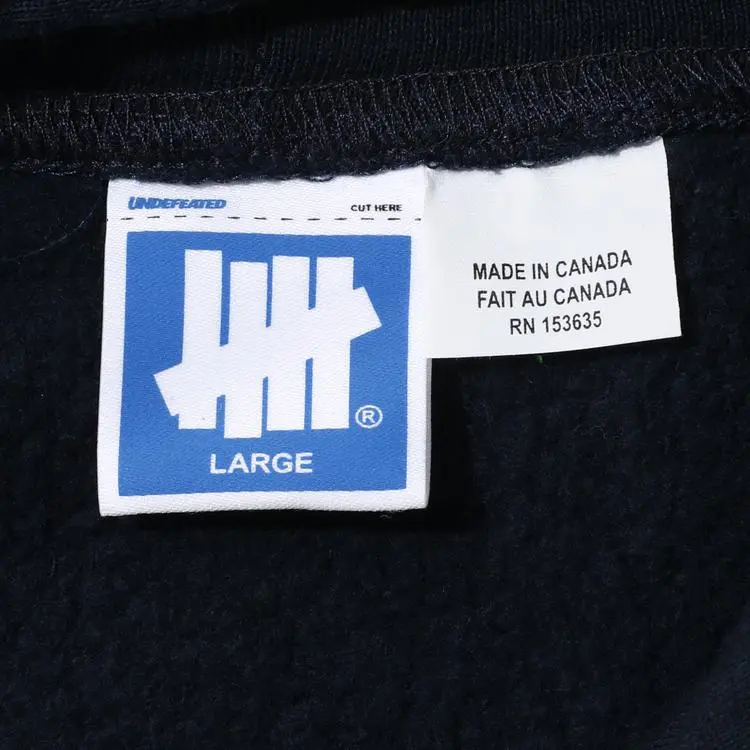 UNDEFEATED
CUT HERE
®
LARGE
MADE IN CANADA
FAIT AU CANADA
RN 153635